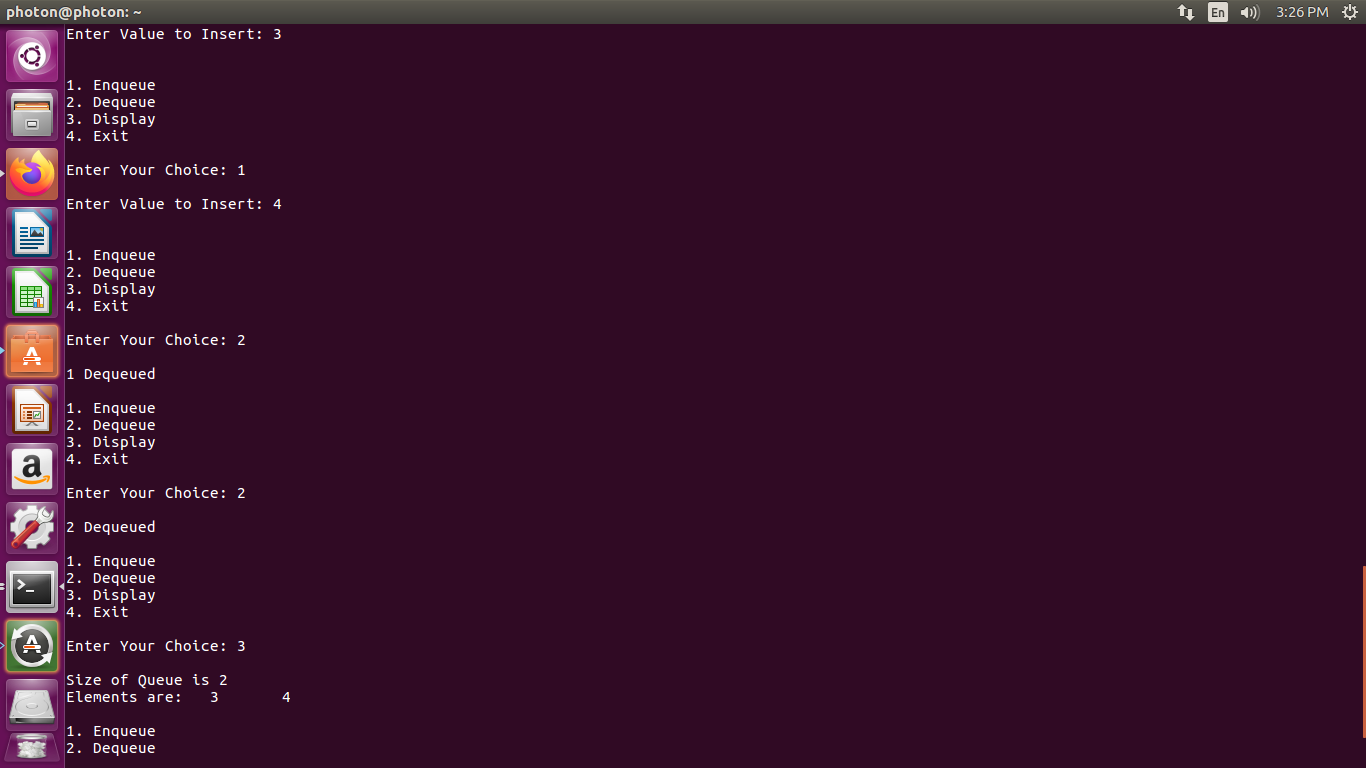 photon@photon: ~
En
3:26 PM
Enter Value to Insert: 3
1. Enqueue
2. Dequeue
3. Display
4. Exit
Enter Your Choice: 1
Enter Value to Insert: 4
1. Enqueue
2. Dequeue
3. Display
4. Exit
Enter Your Choice: 2
1 Dequeued
1. Enqueue
2. Dequeue
3. Display
4. Exit
Enter Your Choice: 2
2 Dequeued
1. Enqueue
2. Dequeue
3. Display
4. Exit
Enter Your Choice: 3
Size of Queue is 2
Elements are: 3 4
1. Enqueue
2. Dequeue